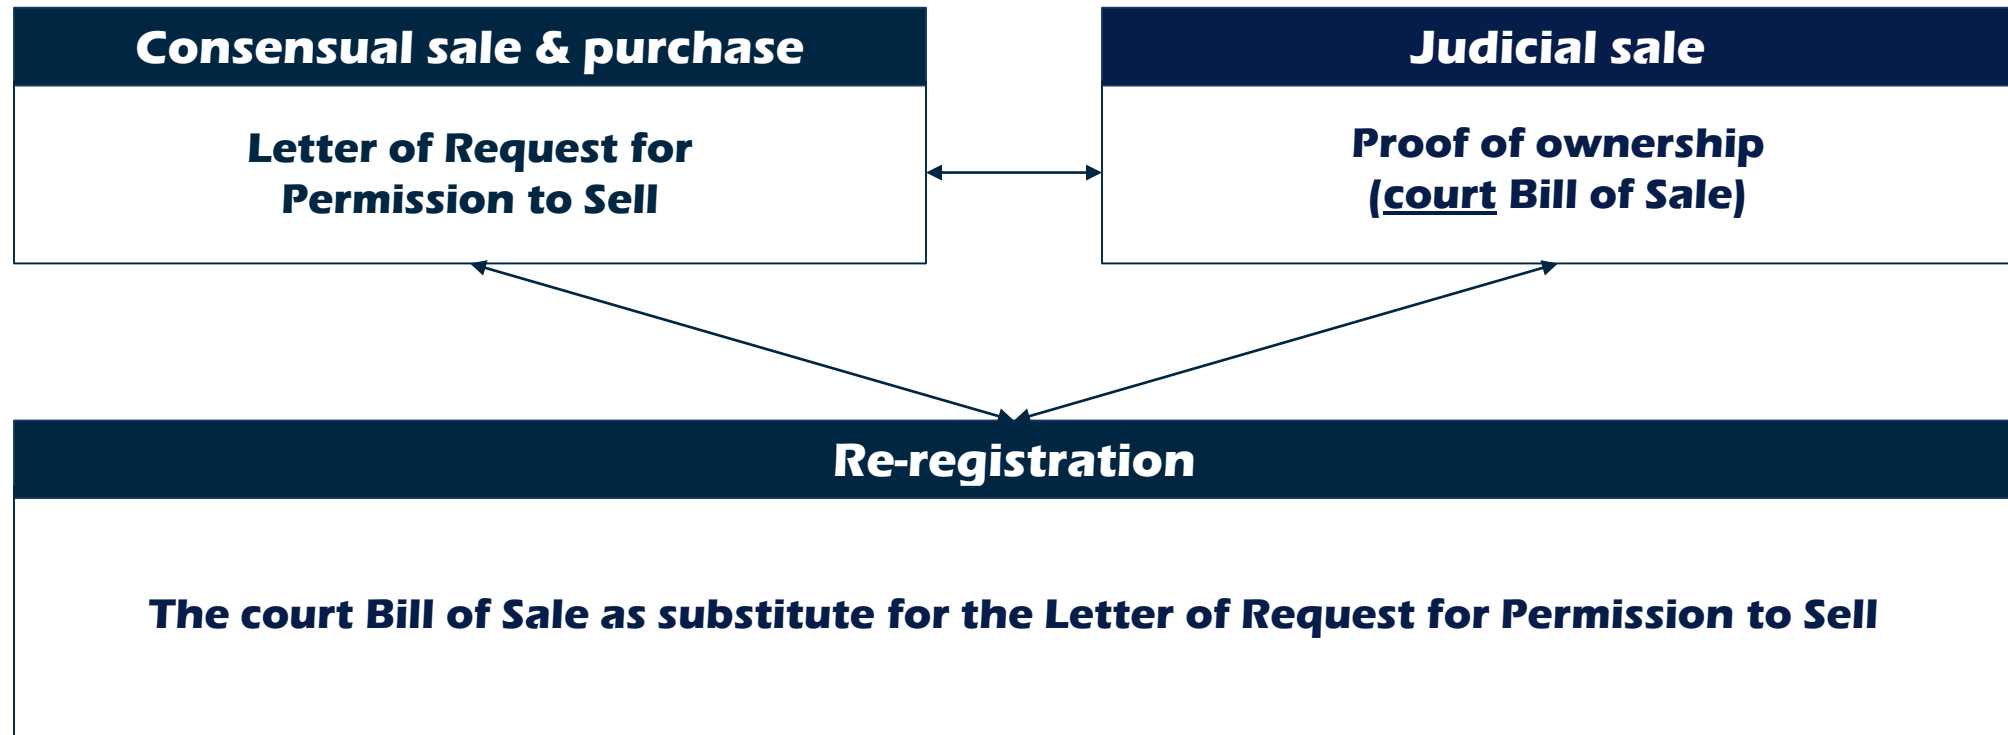 Consensual sale & purchase
Letter of Request for
Permission to Sell
Judicial sale
Proof of ownership
(court Bill of Sale)
Re-registration
The court Bill of Sale as substitute for the Letter of Request for Permission to Sell